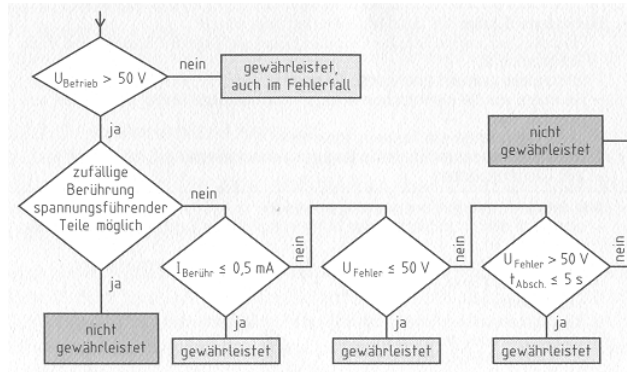 U_Betrieb > 50 V
nein
gewährleistet,
auch im Fehlerfall
ja
zufällige
Berührung
spannungsführender
Teile möglich
nein
ja
nicht
gewährleistet
I_Berühr ≤ 0,5 mA
nein
ja
gewährleistet
U_Fehler ≤ 50 V
nein
ja
gewährleistet
U_Fehler > 50 V
t_Absch. ≤ 5 s
nein
ja
gewährleistet
nicht
gewährleistet